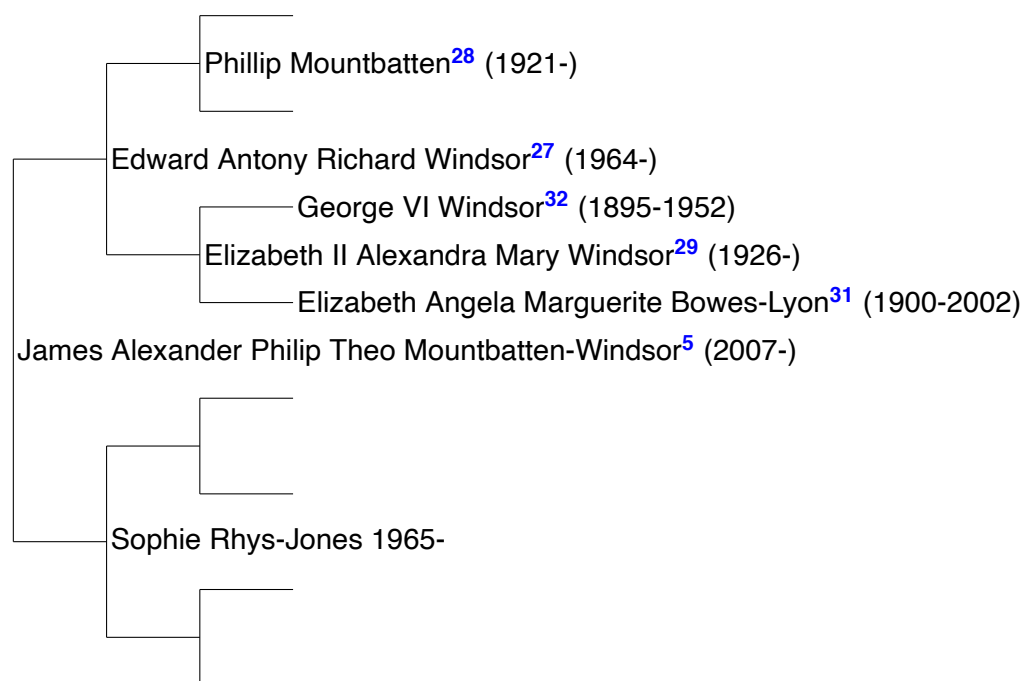 Phillip Mountbatten28 (1921-)
Edward Antony Richard Windsor27 (1964-)
George VI Windsor32 (1895-1952)
Elizabeth II Alexandra Mary Windsor29 (1926-)
Elizabeth Angela Marguerite Bowes-Lyon31 (1900-2002)
James Alexander Philip Theo Mountbatten-Windsor5 (2007-)
Sophie Rhys-Jones 1965-